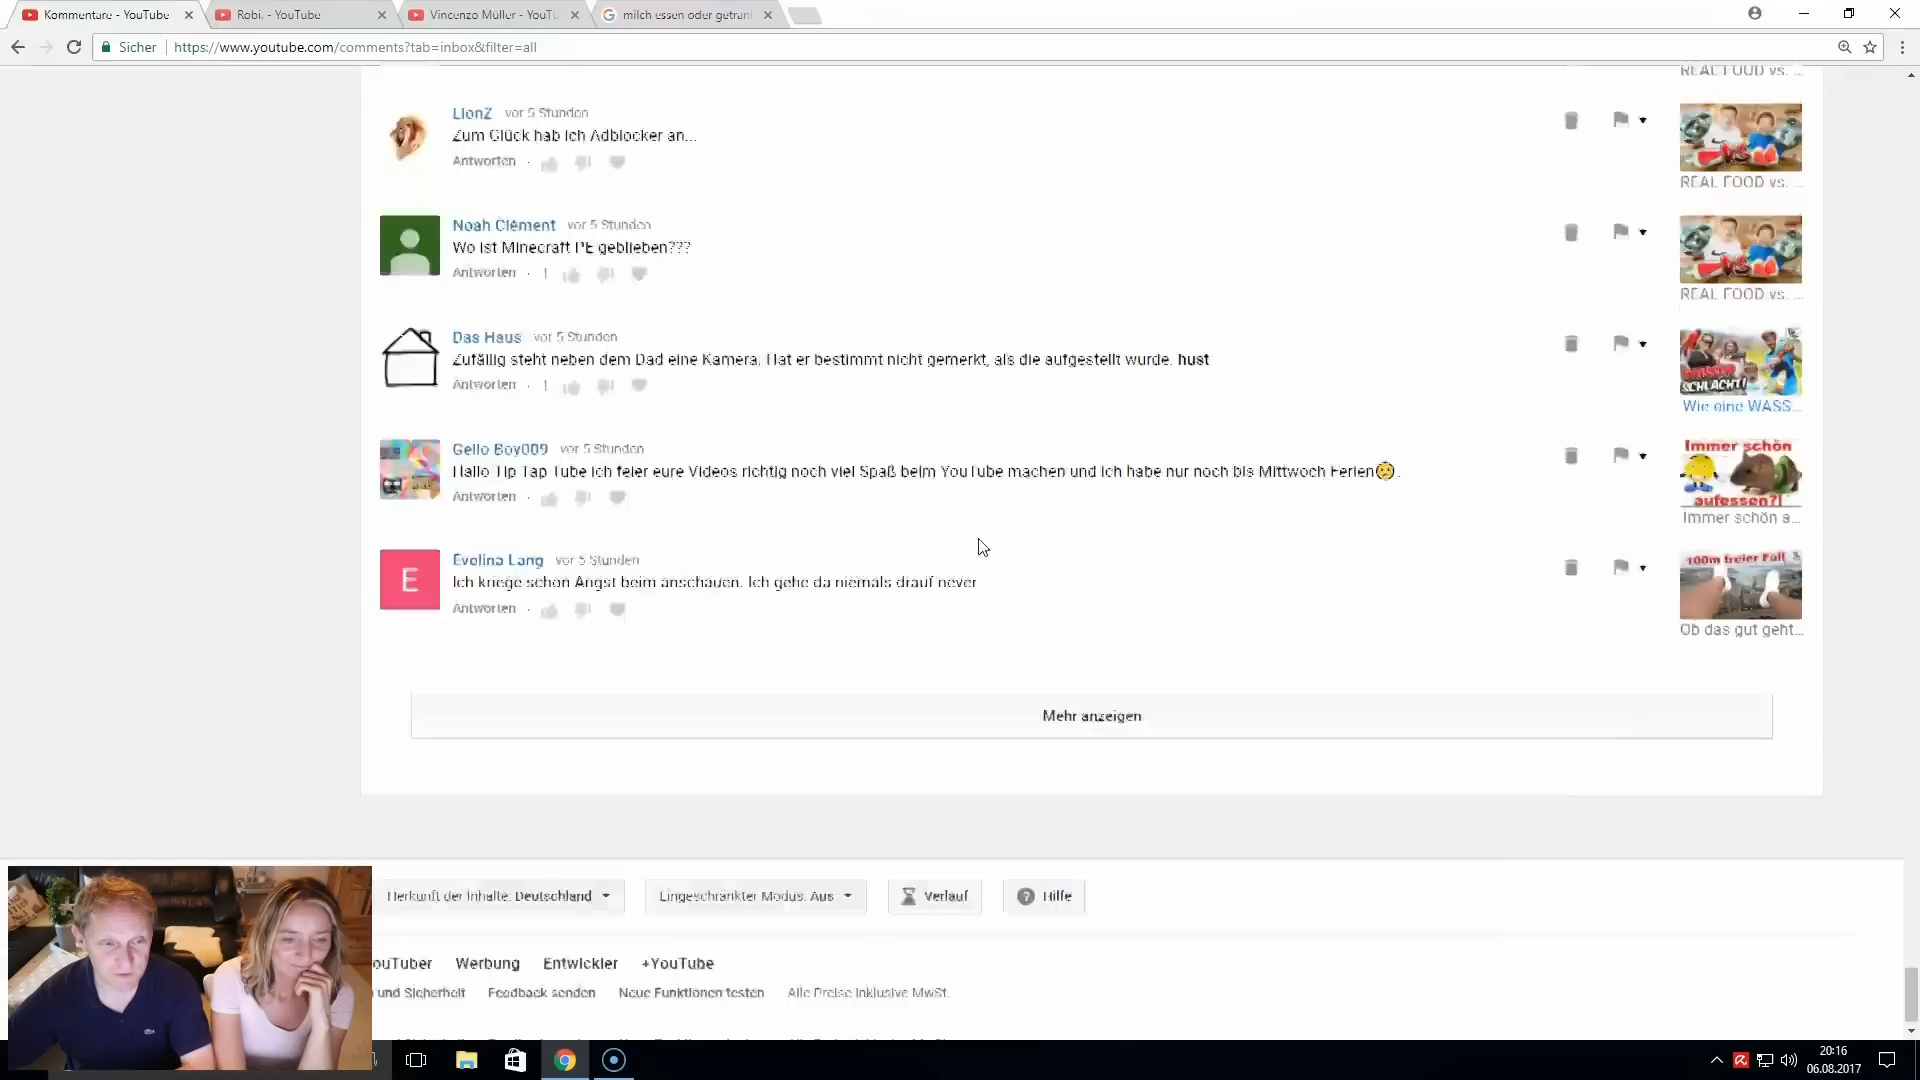 Kommentare - YouTube
Robi. - YouTube
Vincenzo Müller - YouTu
milch essen oder getrank
Sicher
https://www.youtube.com/comments?tab=inbox&filter=all
REAL FOOD vs. ...
LionZ vor 5 Stunden
Zum Glück hab ich Adblocker an...
Antworten
REAL FOOD vs. ...
Noah Clément vor 5 Stunden
Wo ist Minecraft PE geblieben???
Antworten · 1
REAL FOOD vs. ...
Das Haus vor 5 Stunden
Zufällig steht neben dem Dad eine Kamera. Hat er bestimmt nicht gemerkt, als die aufgestellt wurde. hust
Antworten · 1
SCHLACHT!
Wie eine WASS...
Gello Boy009 vor 5 Stunden
Hallo Tip Tap Tube ich feier eure Videos richtig noch viel Spaß beim YouTube machen und ich habe nur noch bis Mittwoch Ferien😢.
Antworten
Immer schön
aufessen?!
Immer schön a...
E
Evelina Lang vor 5 Stunden
Ich kriege schon Angst beim anschauen. Ich gehe da niemals drauf never
Antworten
100m freier Fall
Ob das gut geht...
Mehr anzeigen
Herkunft der Inhalte: Deutschland
Eingeschränkter Modus: Aus
Verlauf
Hilfe
ouTuber Werbung Entwickler +YouTube
und Sicherheit Feedback senden Neue Funktionen testen Alle Preise inklusive MwSt.
20:16
06.08.2017